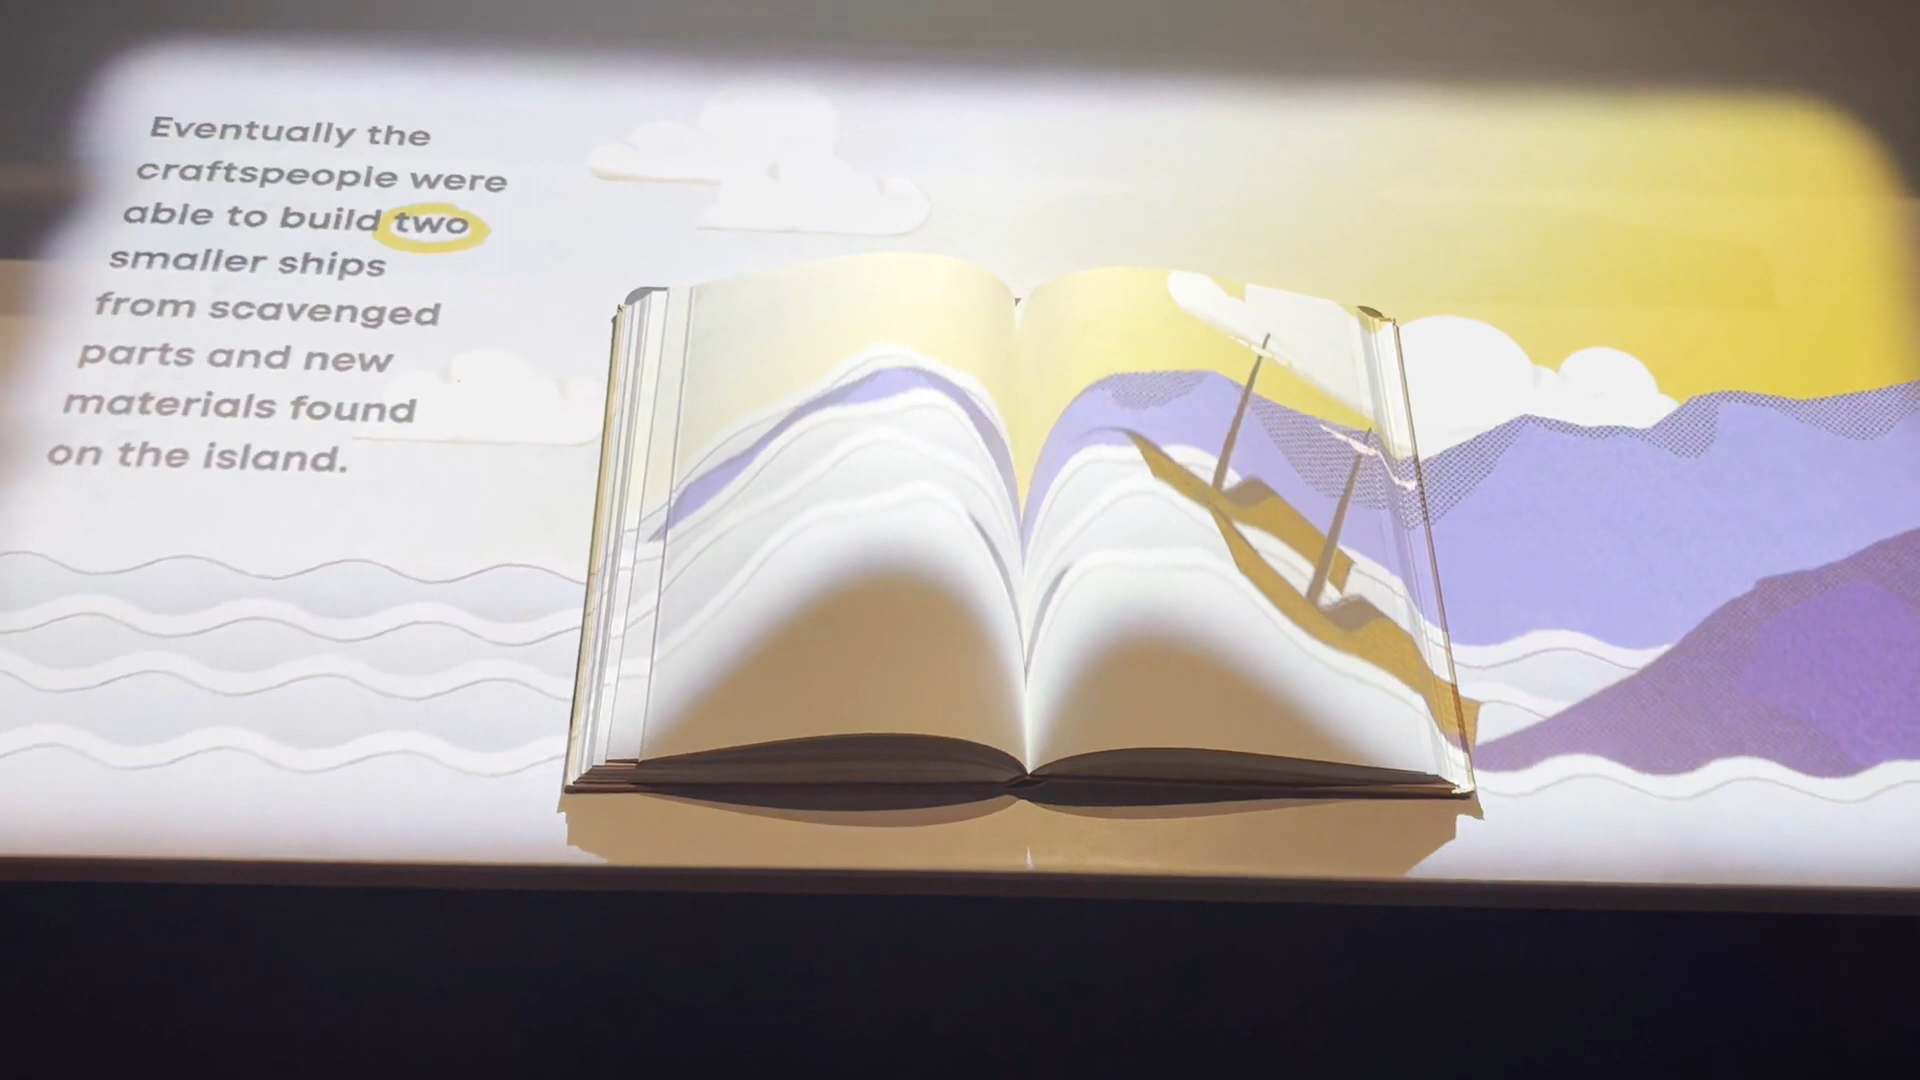 Eventually the
craftspeople were
able to build two
smaller ships
from scavenged
parts and new
materials found
on the island.